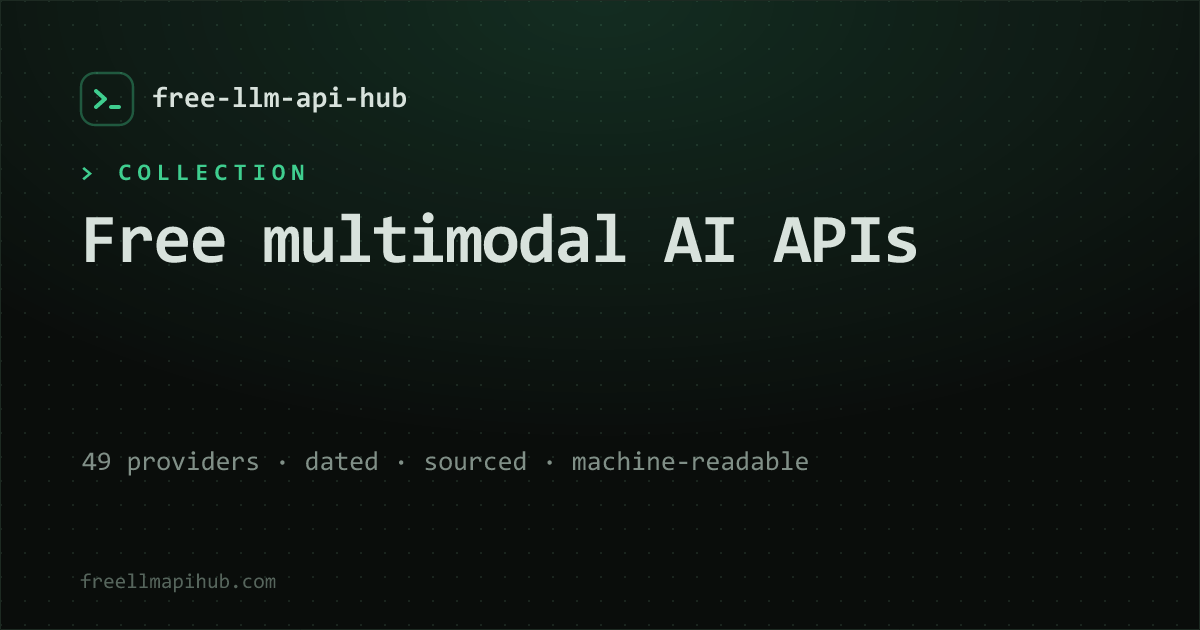 free-llm-api-hub
> COLLECTION
Free multimodal AI APIs
49 providers · dated · sourced · machine-readable
freellmapihub.com